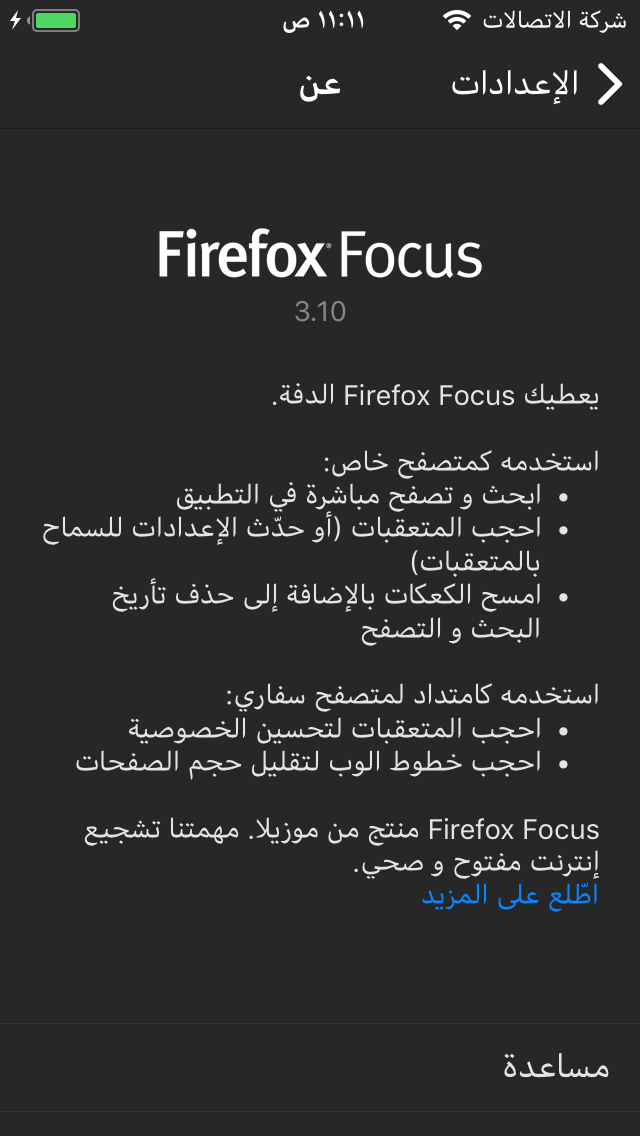 شركة الاتصالات ١١:١١ ص
الإعدادات
عن
Firefox Focus
3.10
يعطيك Firefox Focus الدفة.
استخدمه كمتصفح خاص:
• ابحث و تصفح مباشرة في التطبيق
• احجب المتعقبات (أو حدّث الإعدادات للسماح
بالمتعقبات)
• امسح الكعكات بالإضافة إلى حذف تأريخ
البحث و التصفح
استخدمه كامتداد لمتصفح سفاري:
• احجب المتعقبات لتحسين الخصوصية
• احجب خطوط الوب لتقليل حجم الصفحات
Firefox Focus منتج من موزيلا. مهمتنا تشجيع
إنترنت مفتوح و صحي.
اطّلع على المزيد
مساعدة